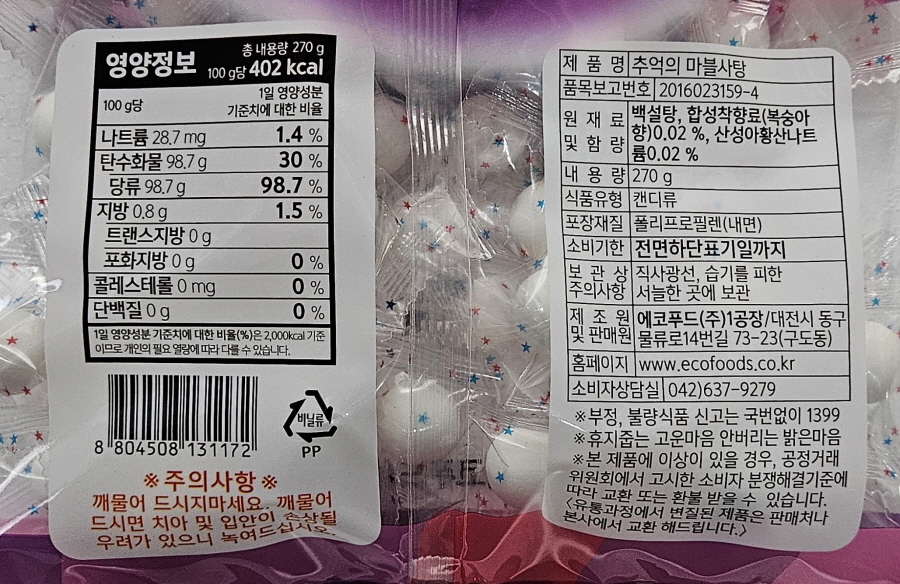 영양정보
총 내용량 270 g
100 g당 402 kcal
100 g당
1일 영양성분
기준치에 대한 비율
나트륨 28.7 mg 1.4 %
탄수화물 98.7 g 30 %
당류 98.7 g 98.7 %
지방 0.8 g 1.5 %
트랜스지방 0 g
포화지방 0 g 0 %
콜레스테롤 0 mg 0 %
단백질 0 g 0 %
1일 영양성분 기준치에 대한 비율(%)은 2,000kcal 기준
이므로 개인의 필요 열량에 따라 다를 수 있습니다.
8 804508 131172
비닐류
PP
※주의사항※
깨물어 드시지마세요. 깨물어
드시면 치아 및 입안이 손상될
우려가 있으니 녹여드십시오.
제 품 명 추억의 마블사탕
품목보고번호 2016023159-4
원 재 료 및 함 량 백설탕, 합성착향료(복숭아
향)0.02 %, 산성아황산나트
륨0.02 %
내 용 량 270 g
식품유형 캔디류
포장재질 폴리프로필렌(내면)
소비기한 전면하단표기일까지
보 관 상 직사광선, 습기를 피한
주의사항 서늘한 곳에 보관
제 조 원 에코푸드(주)1공장/대전시 동구
및 판매원 물류로14번길 73-23(구도동)
홈페이지 www.ecofoods.co.kr
소비자상담실 042)637-9279
※부정, 불량식품 신고는 국번없이 1399
※휴지줍는 고운마음 안버리는 밝은마음
※본 제품에 이상이 있을 경우, 공정거래
위원회에서 고시한 소비자 분쟁해결기준에
따라 교환 또는 환불 받을 수 있습니다.
<유통과정에서 변질된 제품은 판매처나
본사에서 교환 해드립니다.>